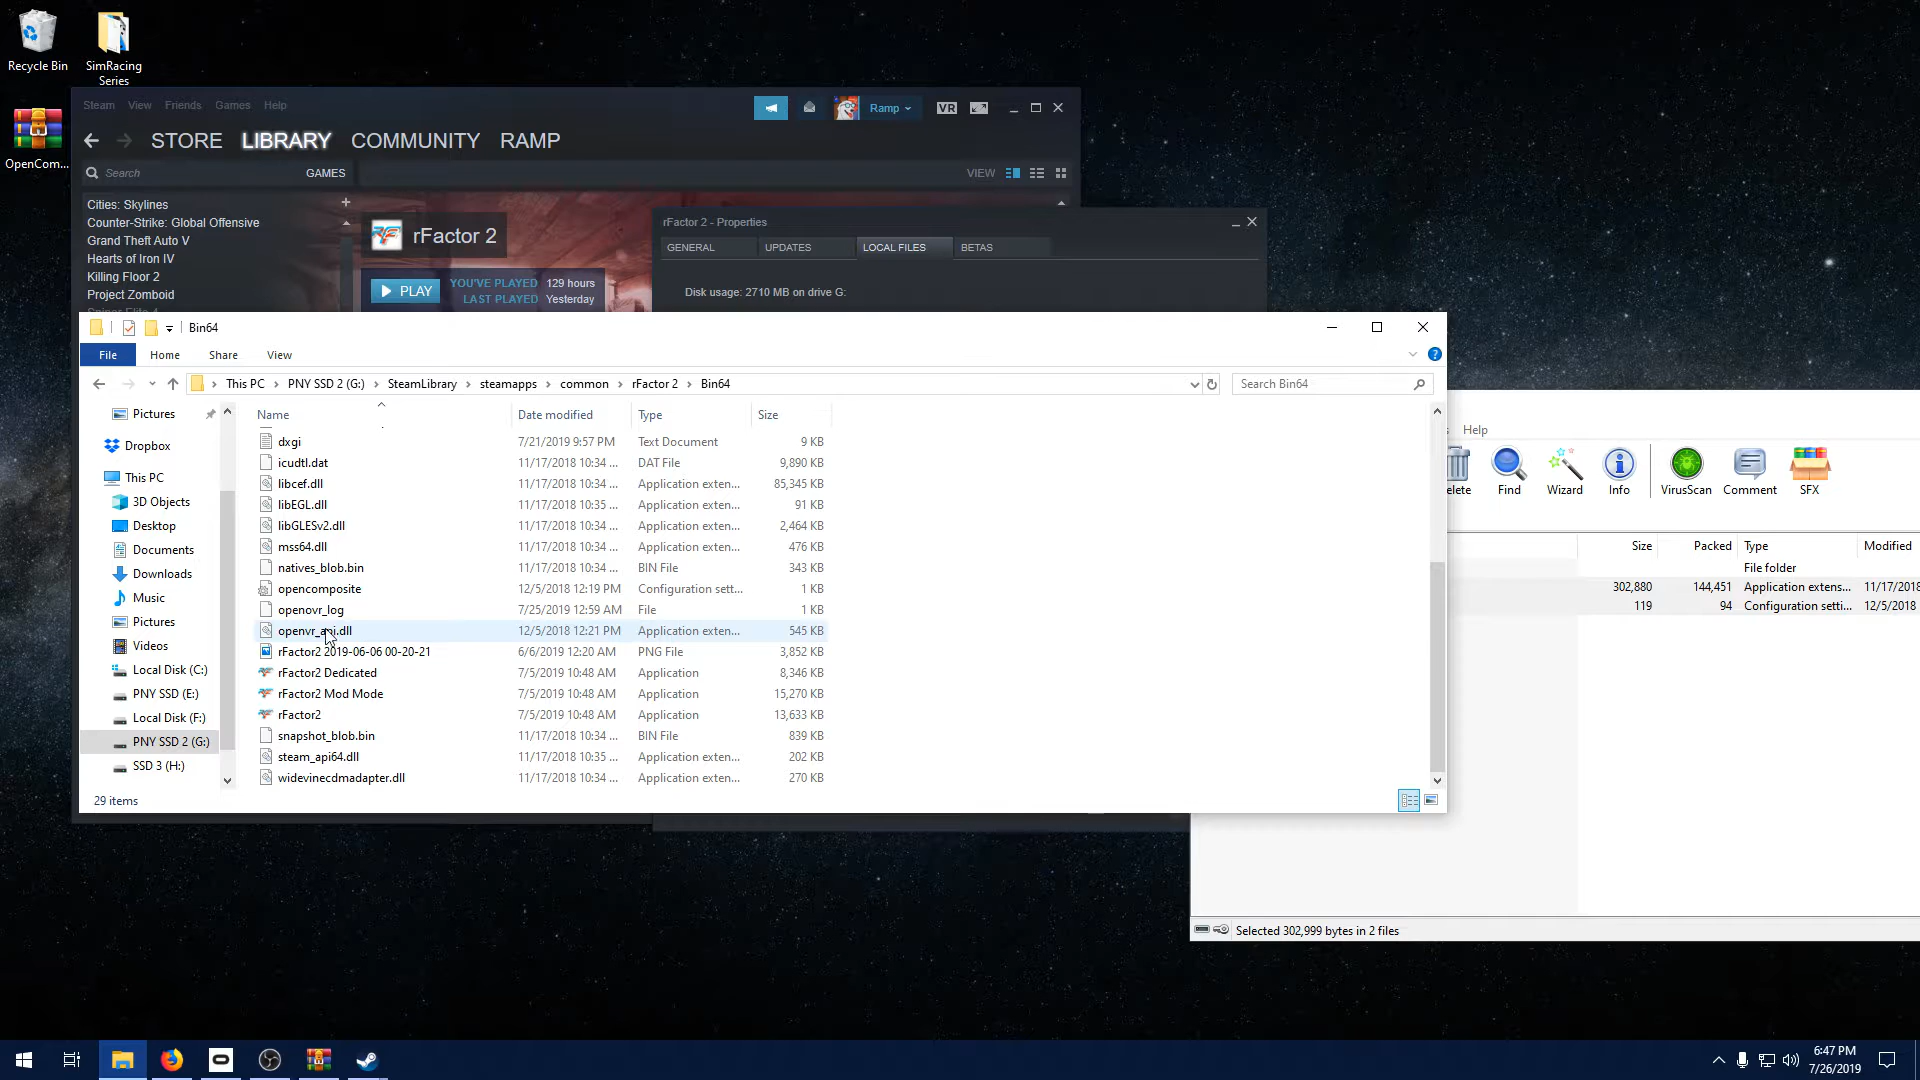 Recycle Bin
SimRacing
Series
OpenCom...
Steam View Friends Games Help
Ramp
VR
STORE LIBRARY COMMUNITY RAMP
Search GAMES
VIEW
Cities: Skylines
Counter-Strike: Global Offensive
Grand Theft Auto V
Hearts of Iron IV
Killing Floor 2
Project Zomboid
rFactor 2
PLAY
YOU'VE PLAYED 129 hours
LAST PLAYED Yesterday
rFactor 2 - Properties
GENERAL UPDATES LOCAL FILES BETAS
Disk usage: 2710 MB on drive G:
Bin64
File Home Share View
This PC > PNY SSD 2 (G:) > SteamLibrary > steamapps > common > rFactor 2 > Bin64
Search Bin64
Pictures
Dropbox
This PC
3D Objects
Desktop
Documents
Downloads
Music
Pictures
Videos
Local Disk (C:)
PNY SSD (E:)
Local Disk (F:)
PNY SSD 2 (G:)
SSD 3 (H:)
Name Date modified Type Size
dxgi 7/21/2019 9:57 PM Text Document 9 KB
icudtl.dat 11/17/2018 10:34 ... DAT File 9,890 KB
libcef.dll 11/17/2018 10:34 ... Application exten... 85,345 KB
libEGL.dll 11/17/2018 10:35 ... Application exten... 91 KB
libGLESv2.dll 11/17/2018 10:34 ... Application exten... 2,464 KB
mss64.dll 11/17/2018 10:34 ... Application exten... 476 KB
natives_blob.bin 11/17/2018 10:34 ... BIN File 343 KB
opencomposite 12/5/2018 12:19 PM Configuration sett... 1 KB
openovr_log 7/25/2019 12:59 AM File 1 KB
openvr_api.dll 12/5/2018 12:21 PM Application exten... 545 KB
rFactor2 2019-06-06 00-20-21 6/6/2019 12:20 AM PNG File 3,852 KB
rFactor2 Dedicated 7/5/2019 10:48 AM Application 8,346 KB
rFactor2 Mod Mode 7/5/2019 10:48 AM Application 15,270 KB
rFactor2 7/5/2019 10:48 AM Application 13,633 KB
snapshot_blob.bin 11/17/2018 10:34 ... BIN File 839 KB
steam_api64.dll 11/17/2018 10:35 ... Application exten... 202 KB
widevinecdmadapter.dll 11/17/2018 10:34 ... Application exten... 270 KB
29 items
Help
elete Find Wizard Info VirusScan Comment SFX
Size Packed Type Modified
File folder
302,880 144,451 Application extens... 11/17/2018
119 94 Configuration setti... 12/5/2018
Selected 302,999 bytes in 2 files
6:47 PM
7/26/2019